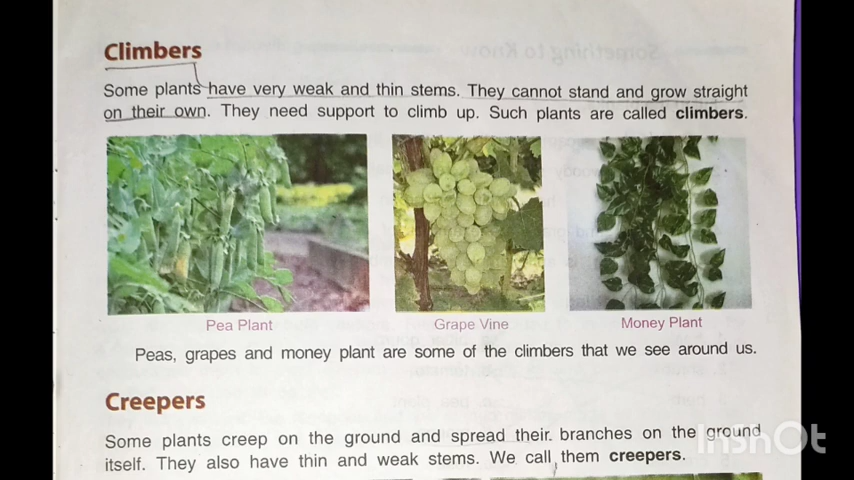 Climbers
Some plants have very weak and thin stems. They cannot stand and grow straight
on their own. They need support to climb up. Such plants are called climbers.
Pea Plant
Grape Vine
Money Plant
Peas, grapes and money plant are some of the climbers that we see around us.
Creepers
Some plants creep on the ground and spread their branches on the ground
itself. They also have thin and weak stems. We call them creepers.
InShOt